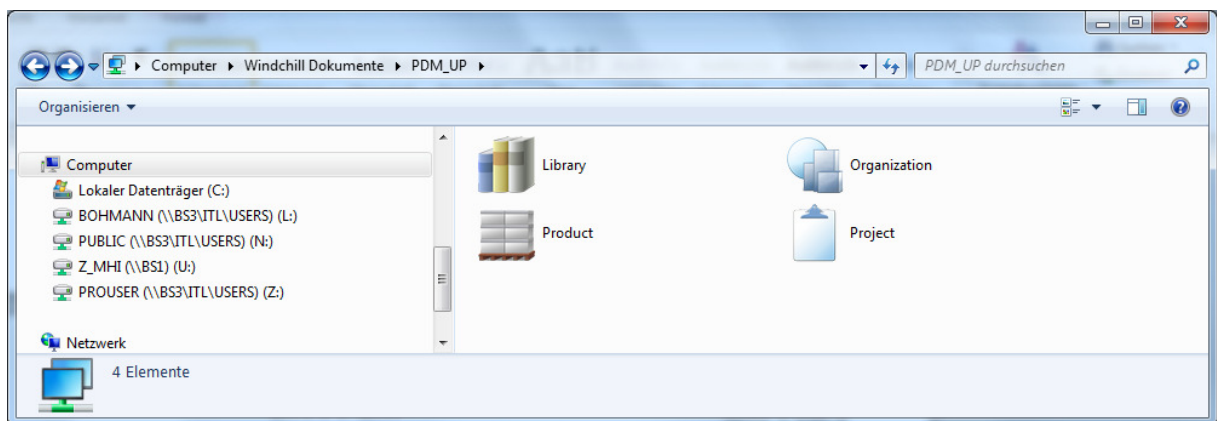 Computer ▸ Windchill Dokumente ▸ PDM_UP ▸
PDM_UP durchsuchen
Organisieren
Computer
Lokaler Datenträger (C:)
BOHMANN (\\BS3\ITL\USERS) (L:)
PUBLIC (\\BS3\ITL\USERS) (N:)
Z_MHI (\\BS1) (U:)
PROUSER (\\BS3\ITL\USERS) (Z:)
Netzwerk
Library
Organization
Product
Project
4 Elemente